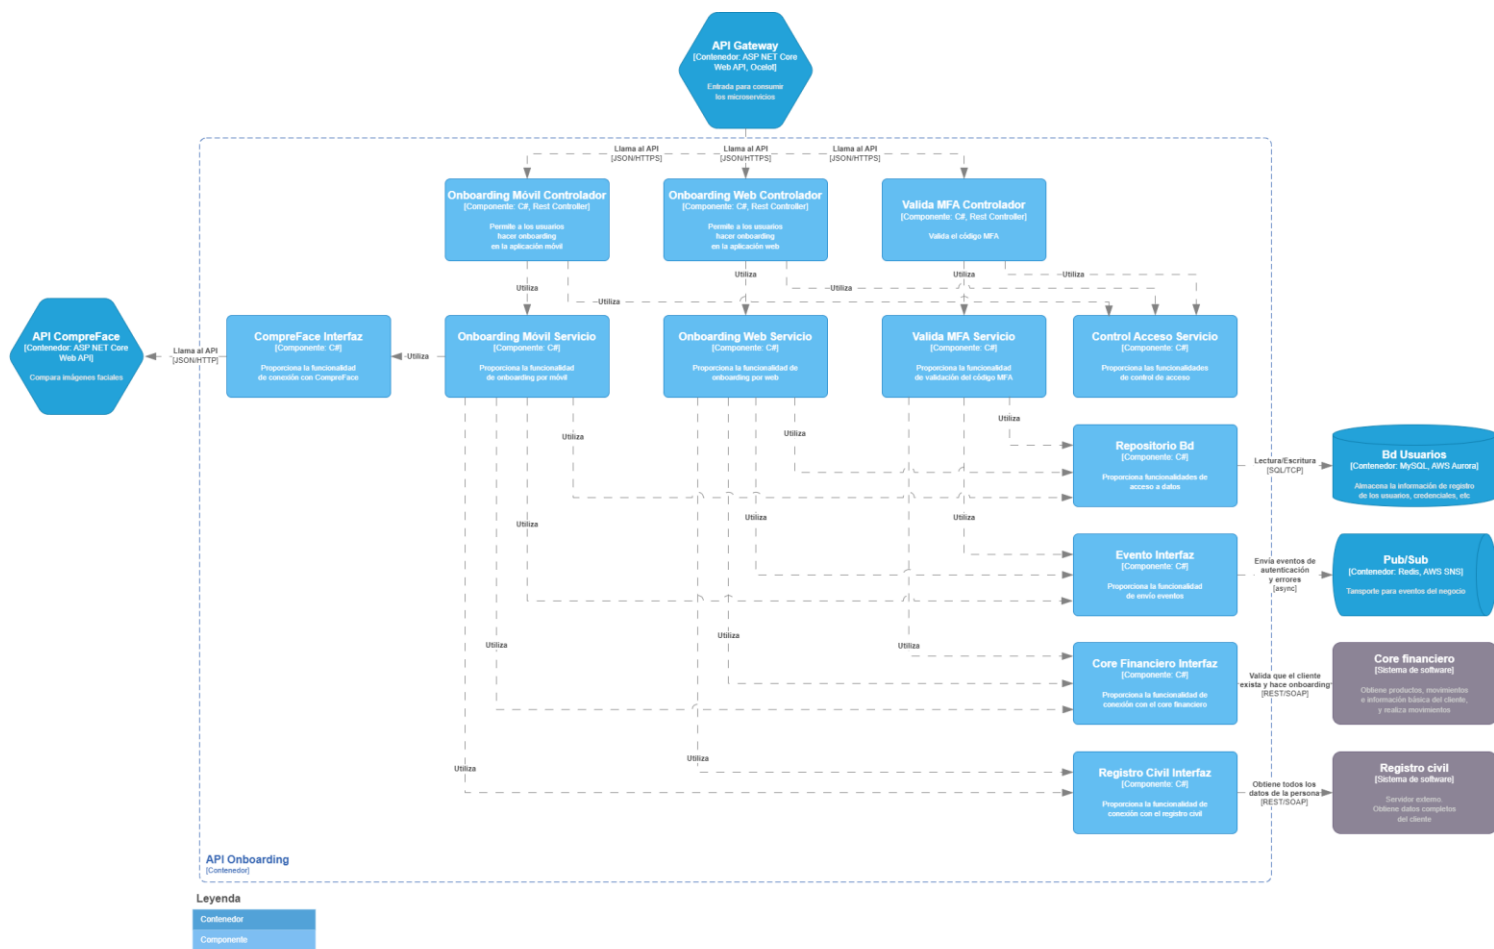 API Gateway
[Contenedor: ASP NET Core
Web API, Ocelot]
Entrada para consumir
los microservicios
Llama al API
[JSON/HTTPS]
Llama al API
[JSON/HTTPS]
Llama al API
[JSON/HTTPS]
Onboarding Móvil Controlador
[Componente: C#, Rest Controller]
Permite a los usuarios
hacer onboarding
en la aplicación móvil
Onboarding Web Controlador
[Componente: C#, Rest Controller]
Permite a los usuarios
hacer onboarding
en la aplicación web
Valida MFA Controlador
[Componente: C#, Rest Controller]
Valida el código MFA
Utiliza
Utiliza
Utiliza
Utiliza
Utiliza
Utiliza
API CompreFace
[Contenedor: ASP NET Core
Web API]
Compara imágenes faciales
Llama al API
[JSON/HTTP]
CompreFace Interfaz
[Componente: C#]
Proporciona la funcionalidad
de conexión con CompreFace
Utiliza
Onboarding Móvil Servicio
[Componente: C#]
Proporciona la funcionalidad
de onboarding por móvil
Onboarding Web Servicio
[Componente: C#]
Proporciona la funcionalidad de
onboarding por web
Valida MFA Servicio
[Componente: C#]
Proporciona la funcionalidad
de validación del código MFA
Control Acceso Servicio
[Componente: C#]
Proporciona las funcionalidades
de control de acceso
Utiliza
Utiliza
Utiliza
Repositorio Bd
[Componente: C#]
Proporciona funcionalidades de
acceso a datos
Lectura/Escritura
[SQL/TCP]
Bd Usuarios
[Contenedor: MySQL, AWS Aurora]
Almacena la información de registro
de los usuarios, credenciales, etc
Utiliza
Utiliza
Utiliza
Evento Interfaz
[Componente: C#]
Proporciona la funcionalidad
de envío eventos
Envía eventos de
autenticación
y errores
[async]
Pub/Sub
[Contenedor: Redis, AWS SNS]
Tansporte para eventos del negocio
Utiliza
Utiliza
Utiliza
Core Financiero Interfaz
[Componente: C#]
Proporciona la funcionalidad de
conexión con el core financiero
Valida que el cliente
exista y hace onboarding
[REST/SOAP]
Core financiero
[Sistema de software]
Obtiene productos, movimientos
e información básica del cliente,
y realiza movimientos
Utiliza
Utiliza
Registro Civil Interfaz
[Componente: C#]
Proporciona la funcionalidad de
conexión con el registro civil
Obtiene todos los
datos de la persona
[REST/SOAP]
Registro civil
[Sistema de software]
Servidor externo.
Obtiene datos completos
del cliente
API Onboarding
[Contenedor]
Leyenda
Contenedor
Componente